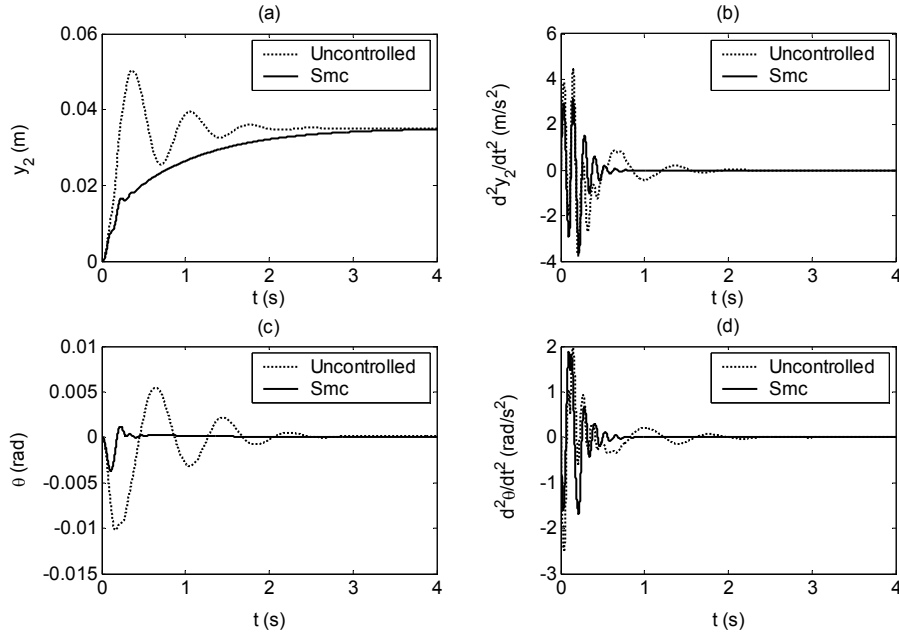 (a)
y2 (m)
0.06
0.04
0.02
0
Uncontrolled
Smc
0 1 2 3 4
t (s)
(b)
d²y2/dt² (m/s²)
6
4
2
0
-2
-4
Uncontrolled
Smc
0 1 2 3 4
t (s)
(c)
θ (rad)
0.01
0.005
0
-0.005
-0.01
-0.015
Uncontrolled
Smc
0 1 2 3 4
t (s)
(d)
d²θ/dt² (rad/s²)
2
1
0
-1
-2
-3
Uncontrolled
Smc
0 1 2 3 4
t (s)